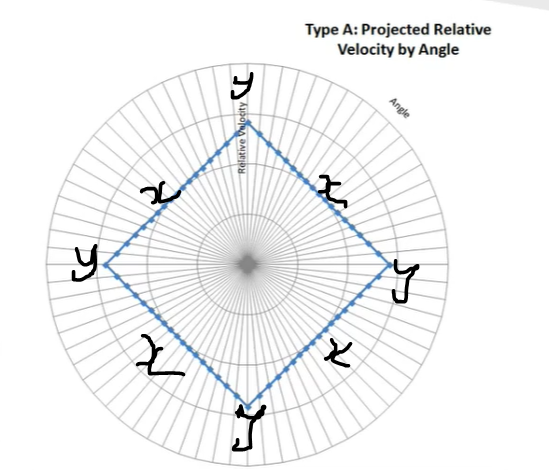 Type A: Projected Relative
Velocity by Angle
y
Angle
Relative Velocity
x
x
y
y
x
x
y